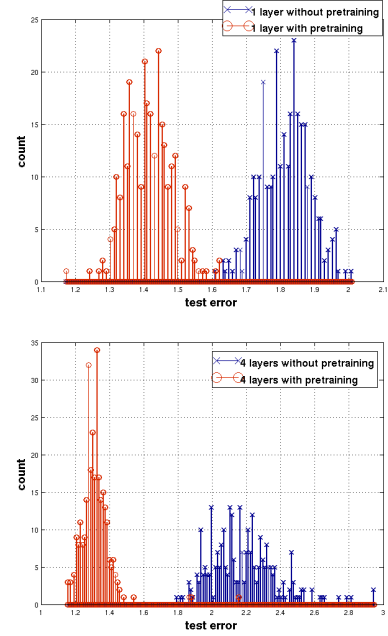 1 layer without pretraining
1 layer with pretraining
25
20
15
10
5
0
1.1 1.2 1.3 1.4 1.5 1.6 1.7 1.8 1.9 2 2.1
count
test error
4 layers without pretraining
4 layers with pretraining
35
30
25
20
15
10
5
0
1 1.2 1.4 1.6 1.8 2 2.2 2.4 2.6 2.8 3
count
test error